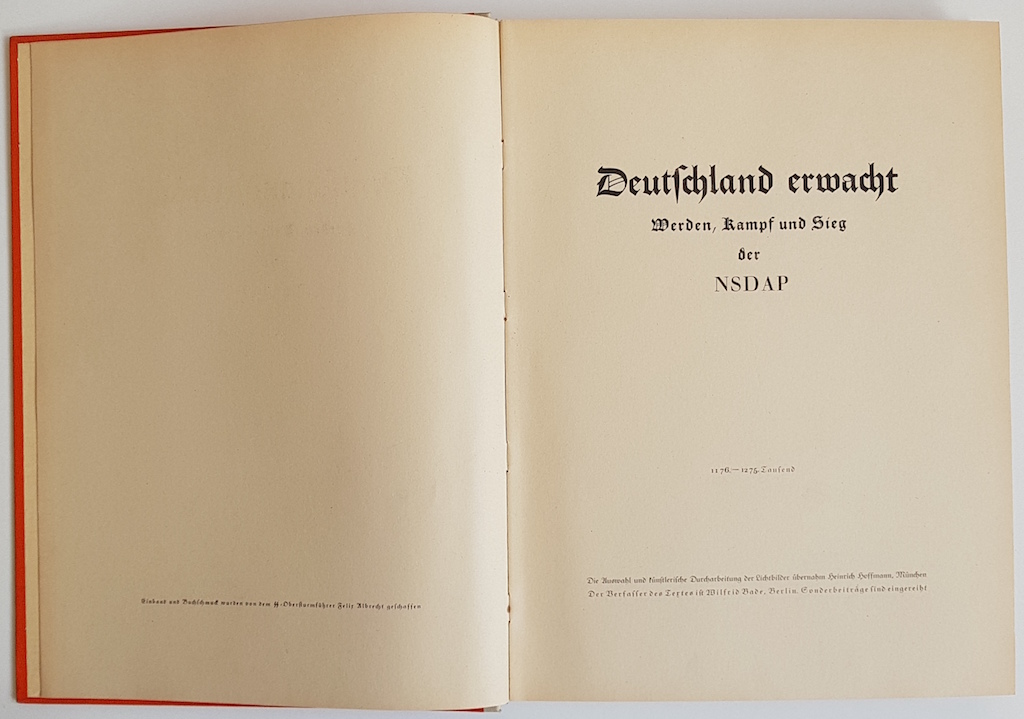 Einband und Buchschmuck wurden von dem SS-Obersturmführer Felix Albrecht geschaffen
Deutschland erwacht
Werden, Kampf und Sieg
der
NSDAP
1176.—1275. Tausend
Die Auswahl und künstlerische Durcharbeitung der Lichtbilder übernahm Heinrich Hoffmann, München
Der Verfasser des Textes ist Wilfrid Bade, Berlin. Sonderbeiträge sind eingereiht